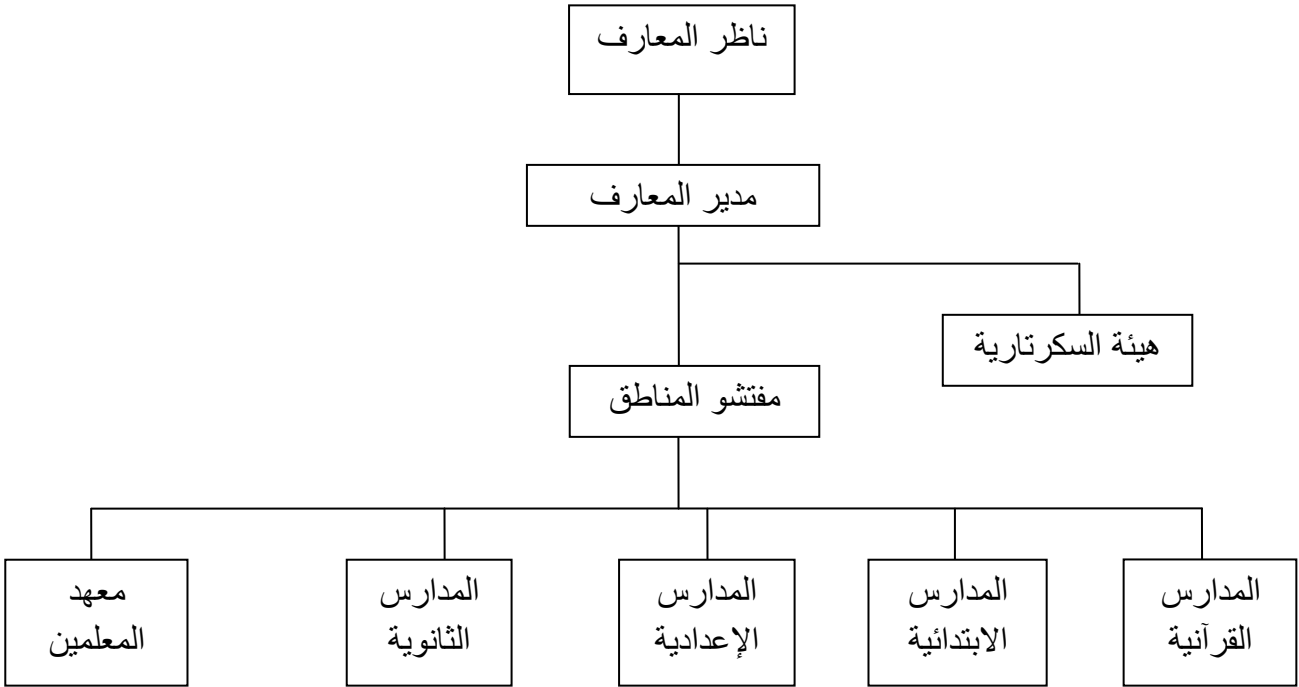 ناظر المعارف
مدير المعارف
هيئة السكرتارية
مفتشو المناطق
المدارس
القرآنية
المدارس
الابتدائية
المدارس
الإعدادية
المدارس
الثانوية
معهد
المعلمين